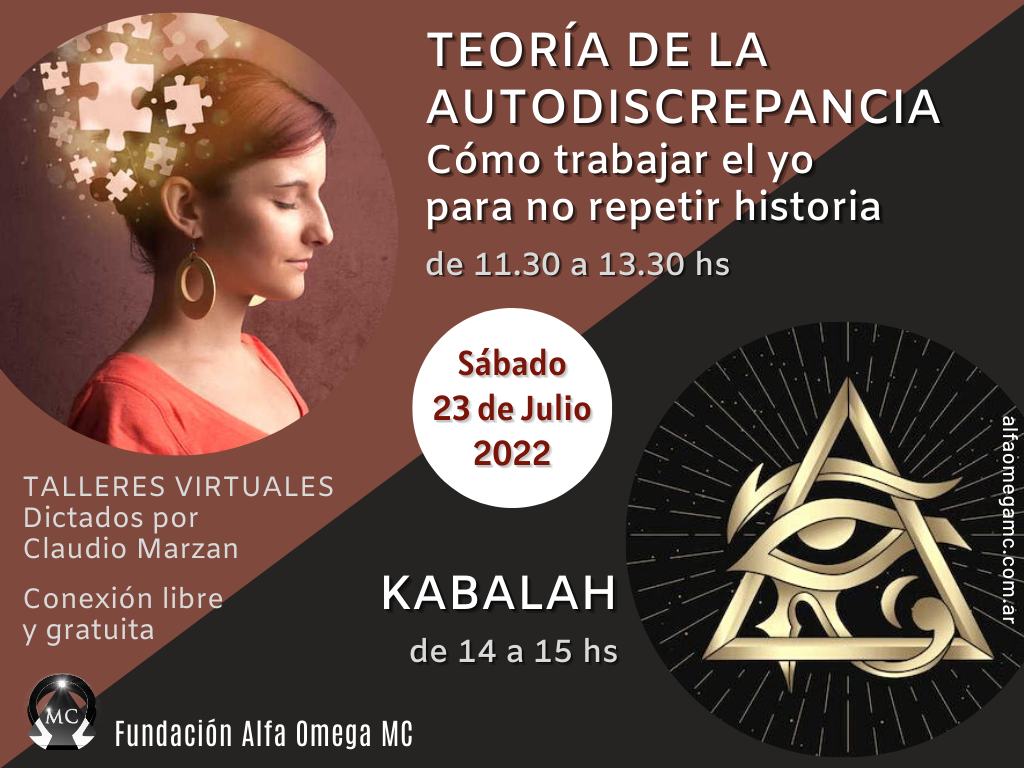 TEORÍA DE LA
AUTODISCREPANCIA
Cómo trabajar el yo
para no repetir historia
de 11.30 a 13.30 hs
Sábado
23 de Julio
2022
TALLERES VIRTUALES
Dictados por
Claudio Marzan
Conexión libre
y gratuita
KABALAH
de 14 a 15 hs
alfaomegamc.com.ar
MC
Fundación Alfa Omega MC